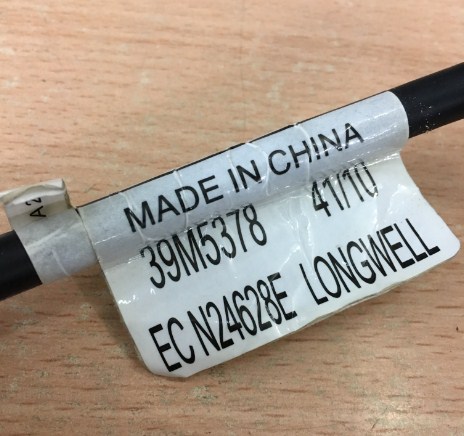 MADE IN CHINA
39M5378 41/10
EC N24628E LONGWELL